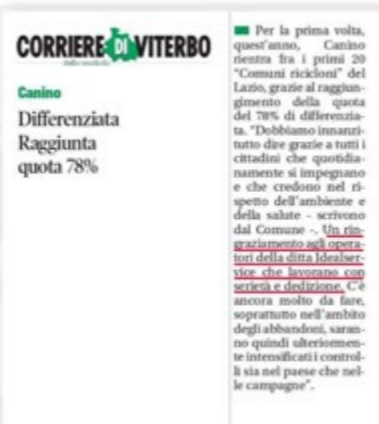 CORRIERE DI VITERBO
Canino
Differenziata
Raggiunta
quota 78%
Per la prima volta,
quest'anno, Canino
rientra fra i primi 20
"Comuni ricicloni" del
Lazio, grazie al raggiun-
gimento della quota
del 78% di differenzia-
ta. "Dobbiamo innanzi-
tutto dire grazie a tutti i
cittadini che quotidia-
namente si impegnano
e che credono nel ri-
spetto dell'ambiente e
della salute - scrivono
dal Comune -. Un rin-
graziamento agli opera-
tori della ditta Idealser-
vice che lavorano con
serietà e dedizione. C'è
ancora molto da fare,
soprattutto nell'ambito
degli abbandoni, saran-
no quindi ulteriormen-
te intensificati i control-
li sia nel paese che nel-
le campagne".